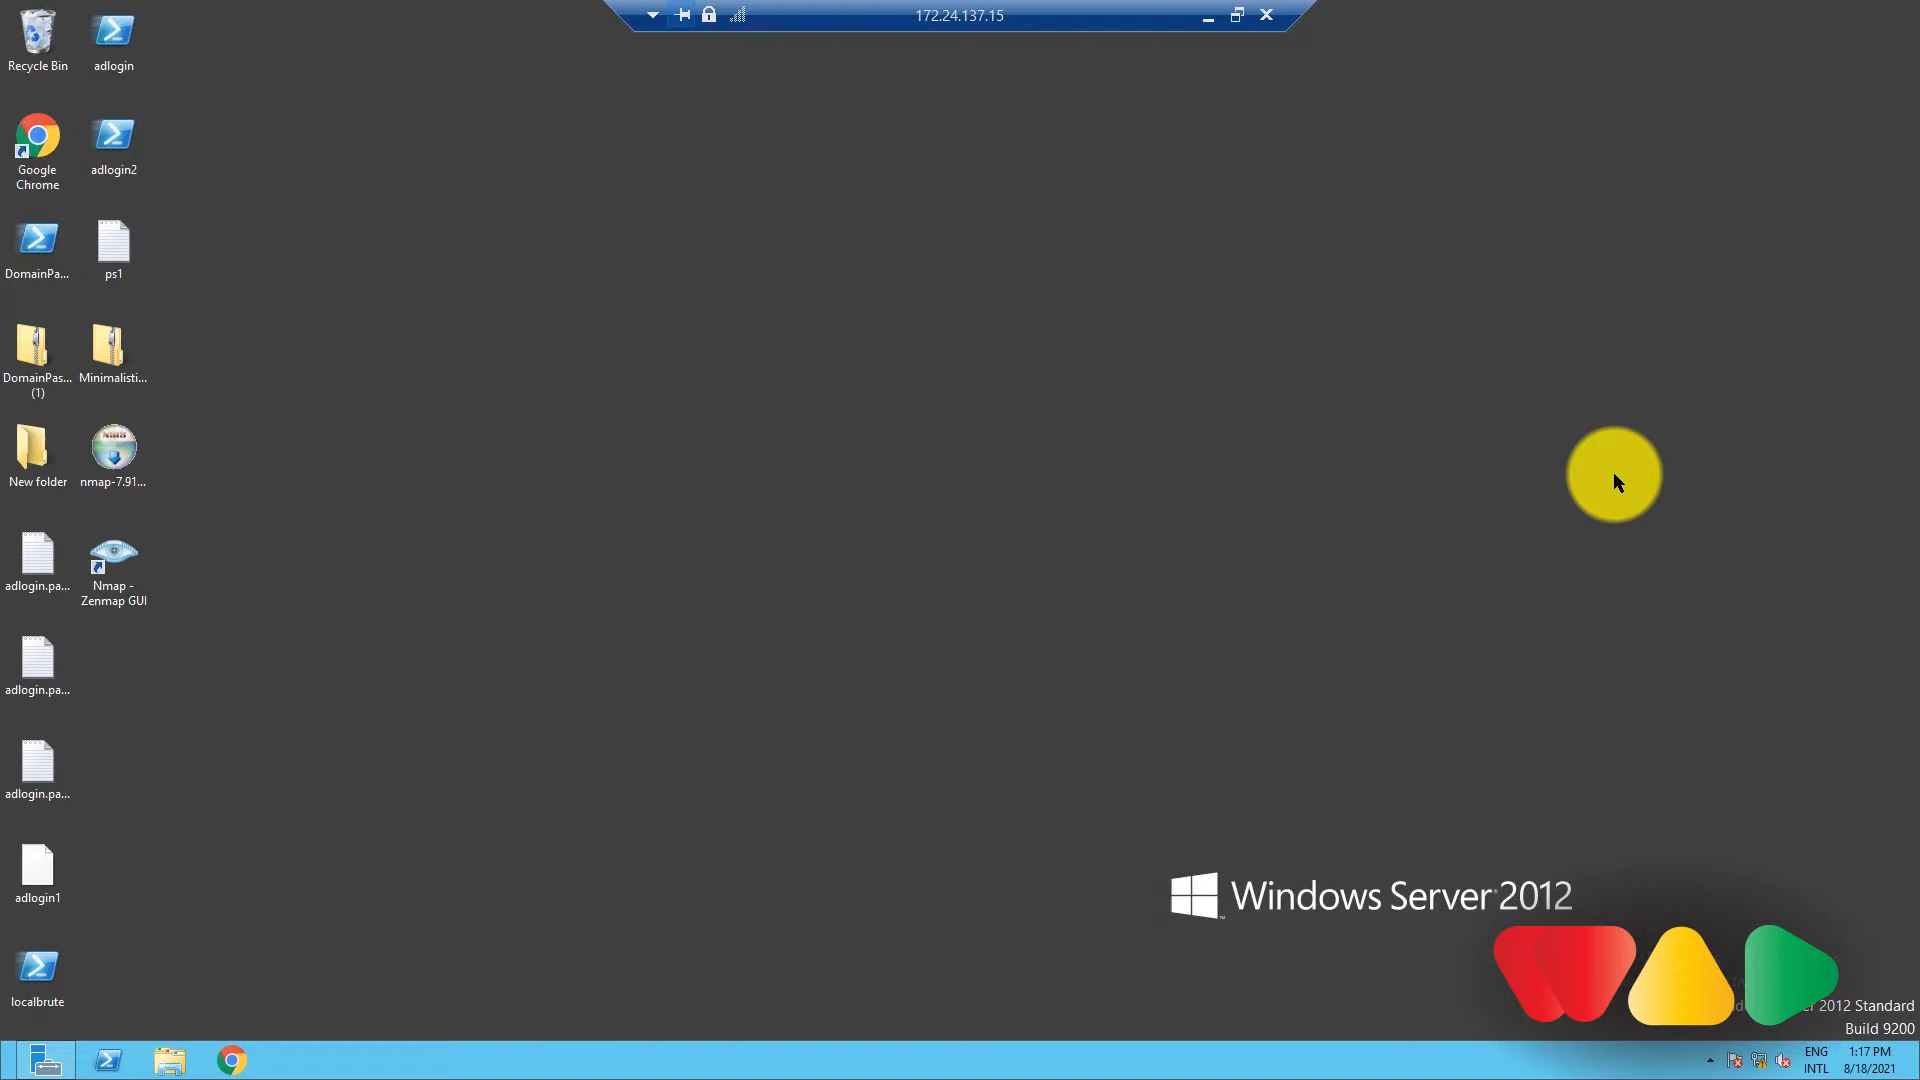 172.24.137.15
Recycle Bin
adlogin
Google
Chrome
adlogin2
DomainPa...
ps1
DomainPas...
(1)
Minimalisti...
New folder
NSIS
nmap-7.91...
adlogin.pa...
Nmap -
Zenmap GUI
adlogin.pa...
adlogin.pa...
adlogin1
localbrute
Windows Server 2012
2012 Standard
Build 9200
ENG
INTL
1:17 PM
8/18/2021